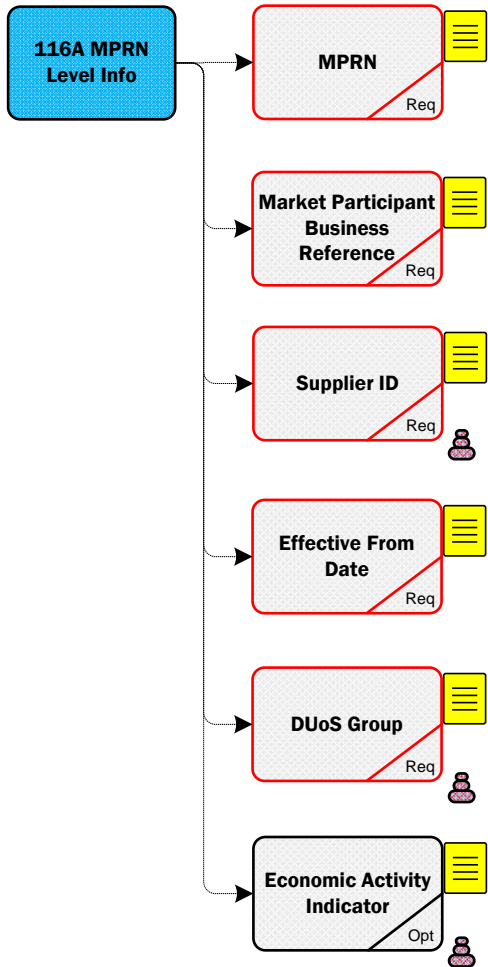 116A MPRN
Level Info
MPRN
Req
Market Participant
Business
Reference
Req
Supplier ID
Req
Effective From
Date
Req
DUoS Group
Req
Economic Activity
Indicator
Opt